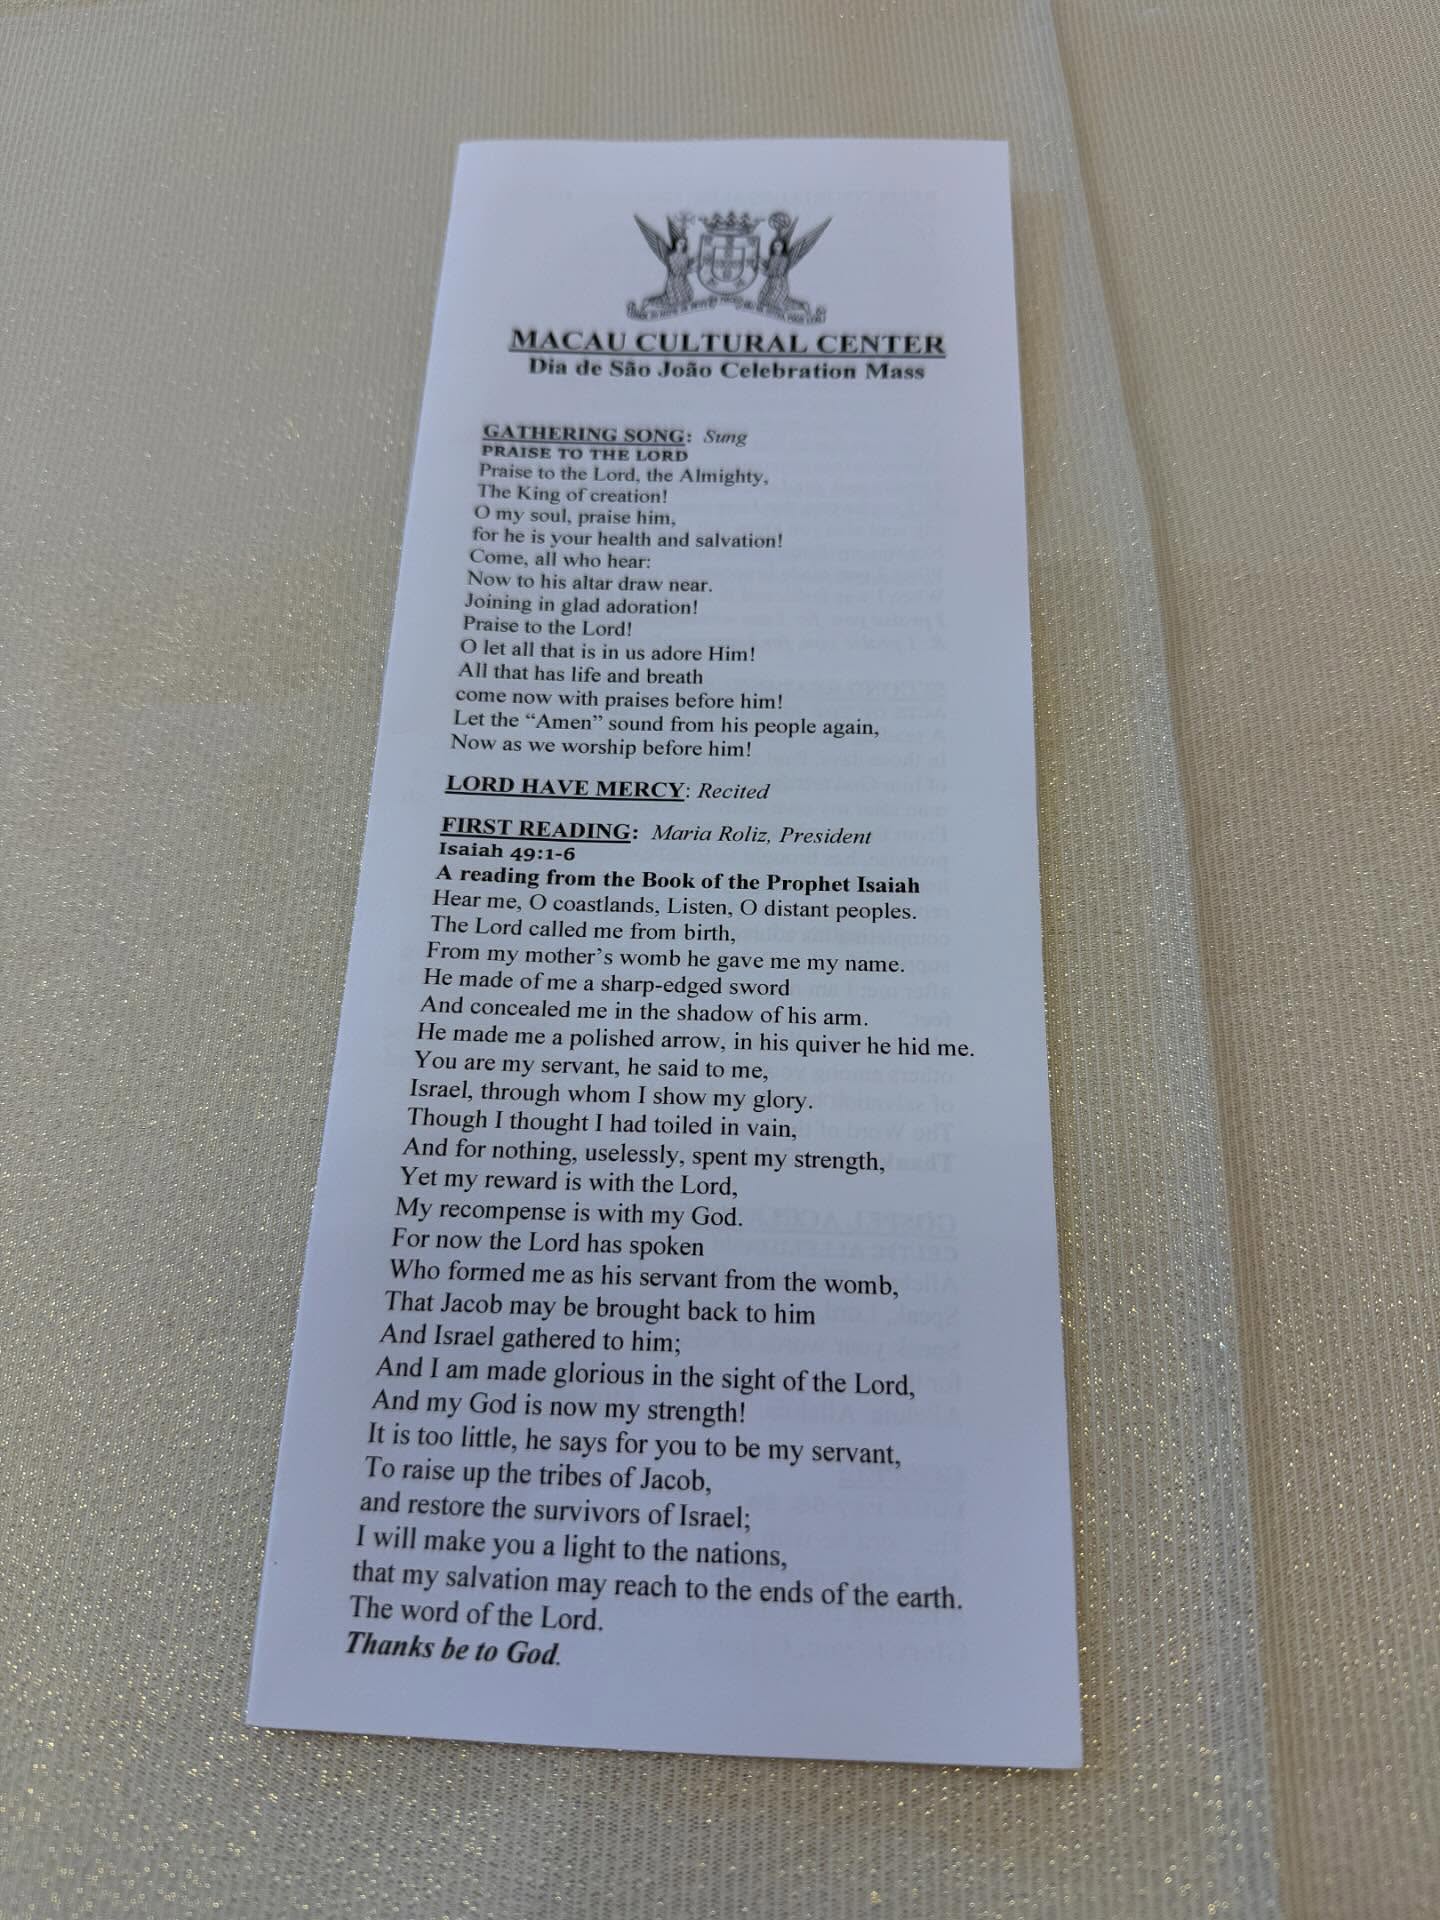 MACAU CULTURAL CENTER
Dia de São João Celebration Mass
GATHERING SONG: Sung
PRAISE TO THE LORD
Praise to the Lord, the Almighty,
The King of creation!
O my soul, praise him,
for he is your health and salvation!
Come, all who hear:
Now to his altar draw near.
Joining in glad adoration!
Praise to the Lord!
O let all that is in us adore Him!
All that has life and breath
come now with praises before him!
Let the “Amen” sound from his people again,
Now as we worship before him!
LORD HAVE MERCY: Recited
FIRST READING: Maria Roliz, President
Isaiah 49:1-6
A reading from the Book of the Prophet Isaiah
Hear me, O coastlands, Listen, O distant peoples.
The Lord called me from birth,
From my mother’s womb he gave me my name.
He made of me a sharp-edged sword
And concealed me in the shadow of his arm.
He made me a polished arrow, in his quiver he hid me.
You are my servant, he said to me,
Israel, through whom I show my glory.
Though I thought I had toiled in vain,
And for nothing, uselessly, spent my strength,
Yet my reward is with the Lord,
My recompense is with my God.
For now the Lord has spoken
Who formed me as his servant from the womb,
That Jacob may be brought back to him
And Israel gathered to him;
And I am made glorious in the sight of the Lord,
And my God is now my strength!
It is too little, he says for you to be my servant,
To raise up the tribes of Jacob,
and restore the survivors of Israel;
I will make you a light to the nations,
that my salvation may reach to the ends of the earth.
The word of the Lord.
Thanks be to God.